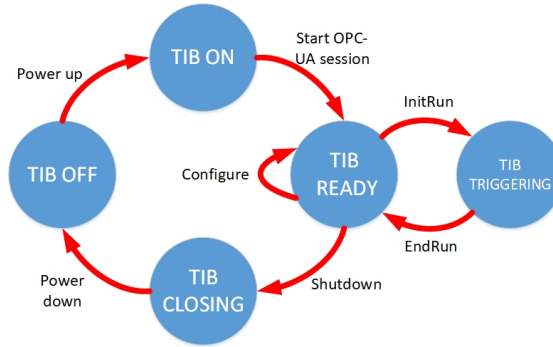 Start OPC-
UA session
TIB ON
Power up
InitRun
TIB
READY
TIB
TRIGGERING
TIB OFF
Configure
EndRun
Power
down
TIB
CLOSING
Shutdown